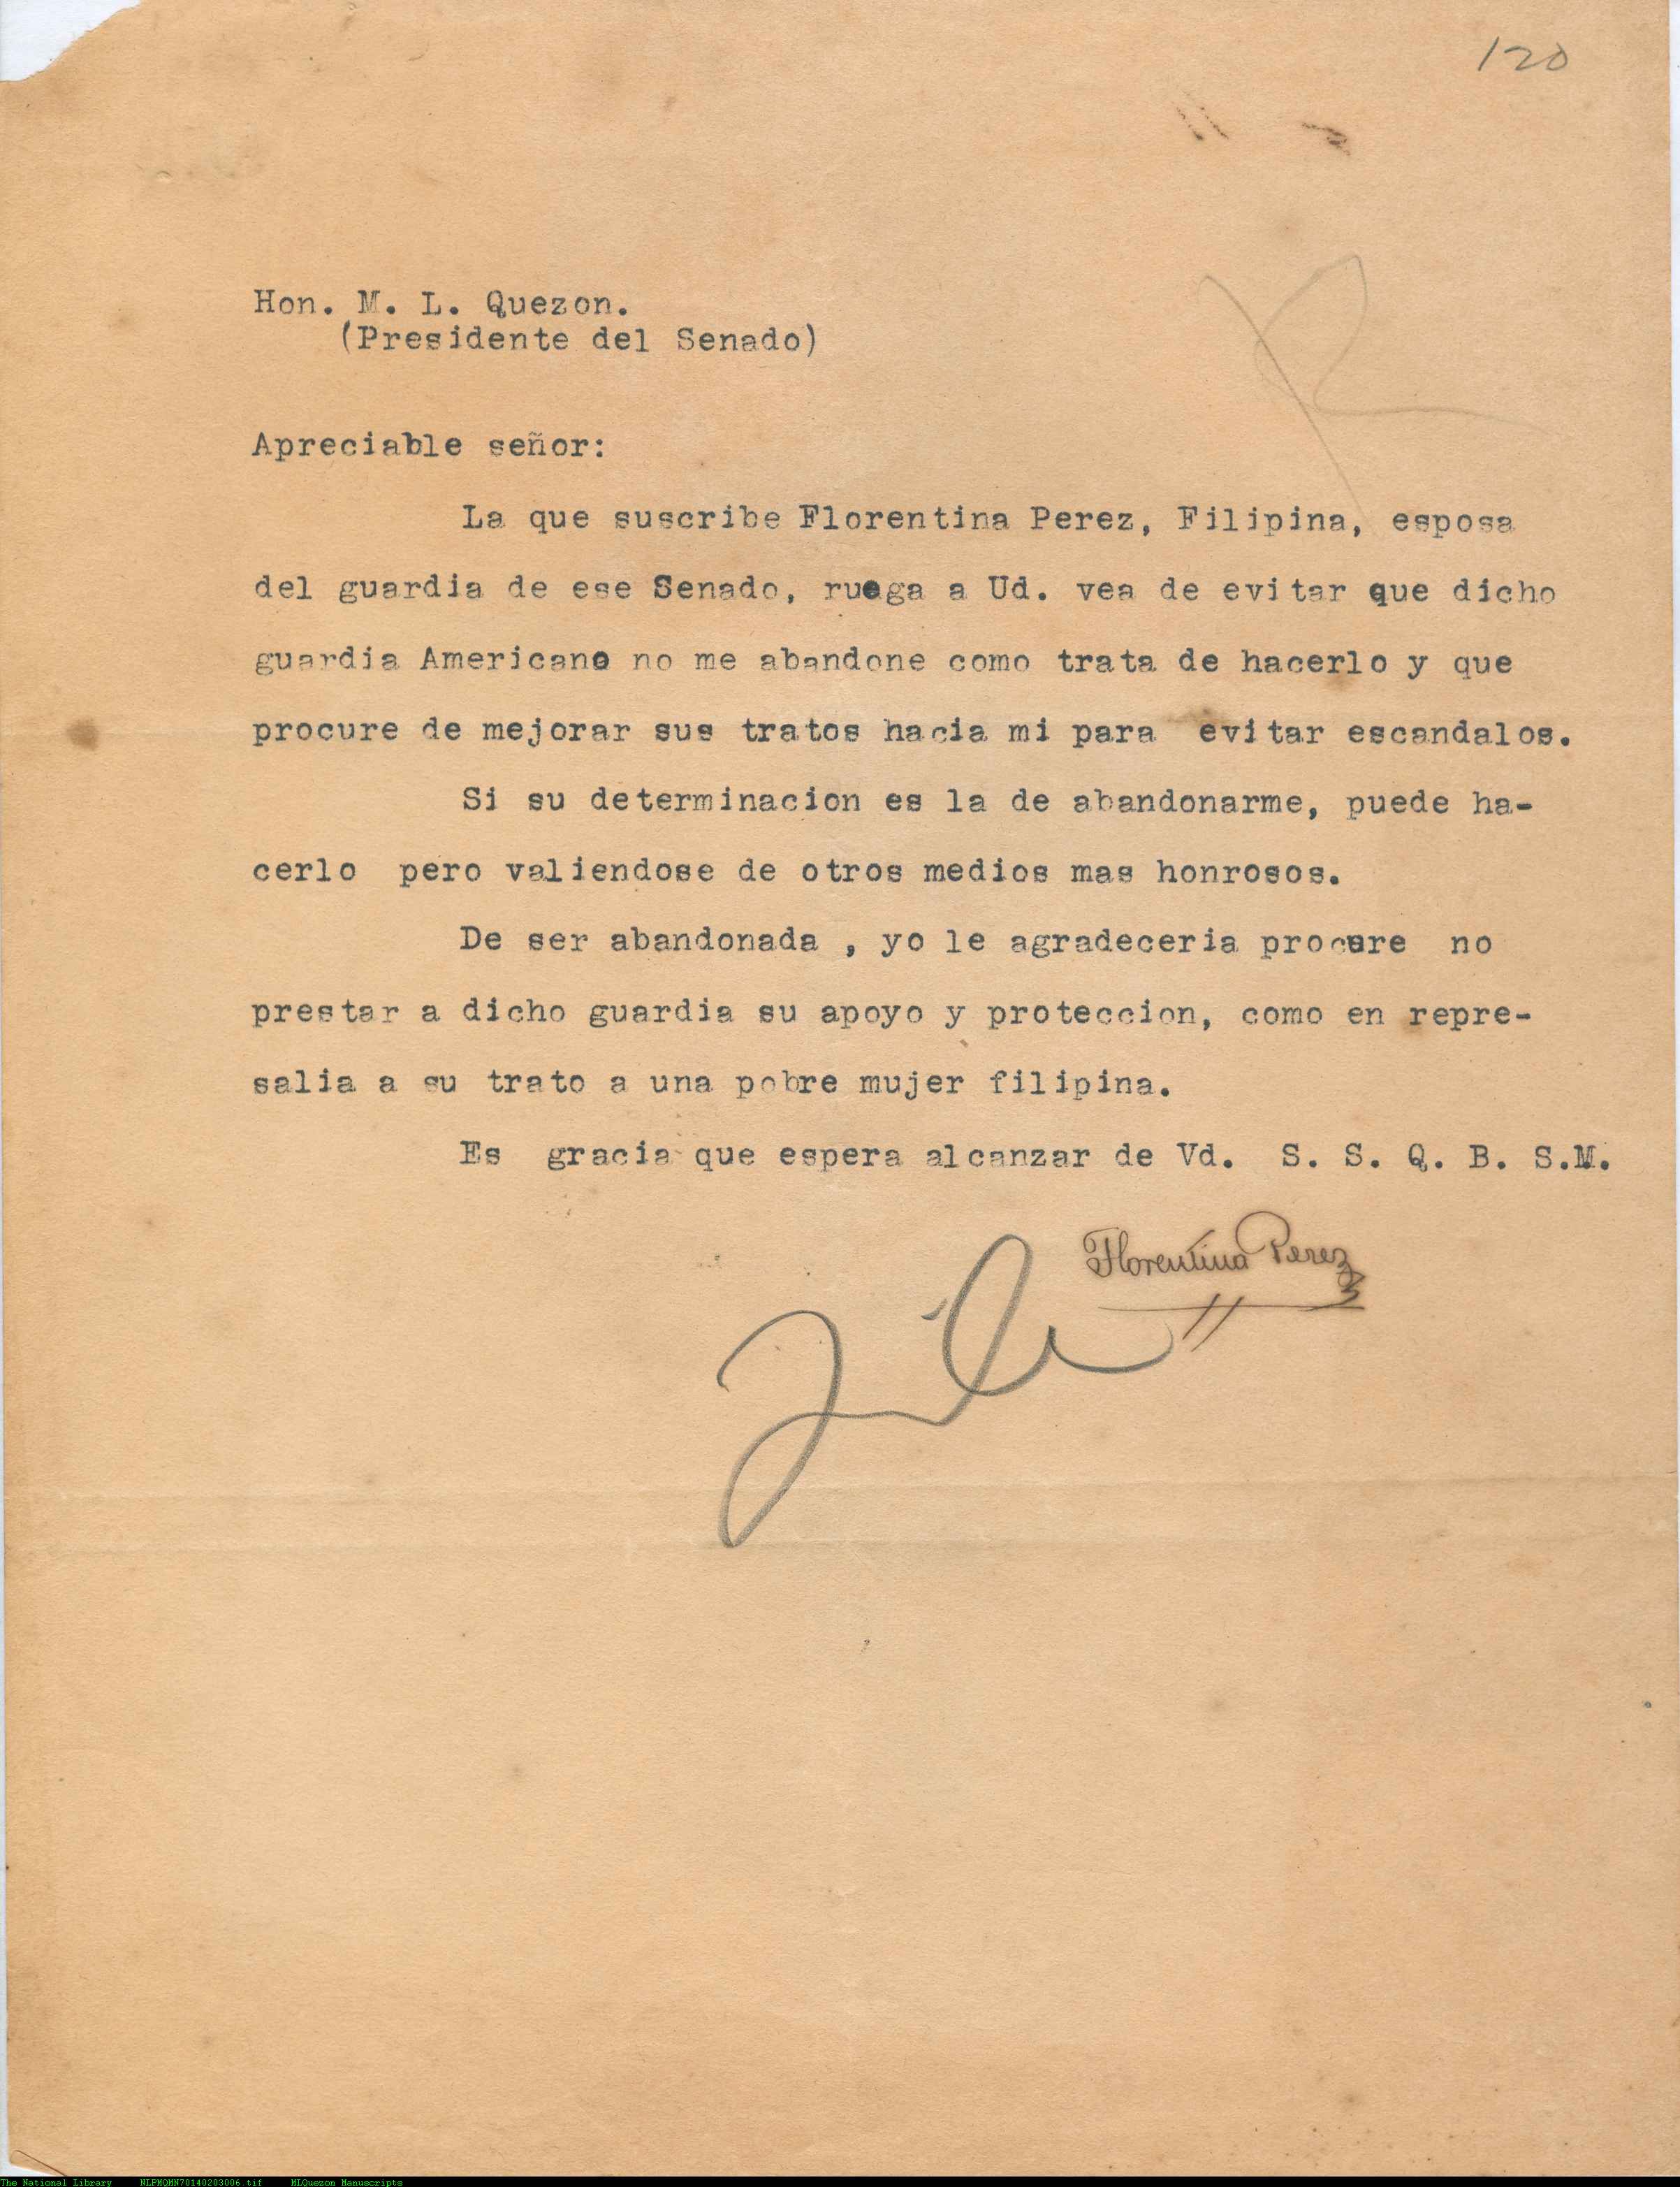 120
Hon. M. L. Quezon.
(Presidente del Senado)
Apreciable señor:
La que suscribe Florentina Perez, Filipina, esposa
del guardia de ese Senado, ruega a Ud. vea de evitar que dicho
guardia Americano no me abandone como trata de hacerlo y que
procure de mejorar sus tratos hacia mi para evitar escandalos.
Si su determinacion es la de abandonarme, puede ha-
cerlo pero valiendose de otros medios mas honrosos.
De ser abandonada , yo le agradeceria procure no
prestar a dicho guardia su apoyo y proteccion, como en repre-
salia a su trato a una pobre mujer filipina.
Es gracia que espera alcanzar de Vd. S. S. Q. B. S.M.
Florentina Perez
File
The National Library NLPMQMN70140203006.tif MLQuezon Manuscripts